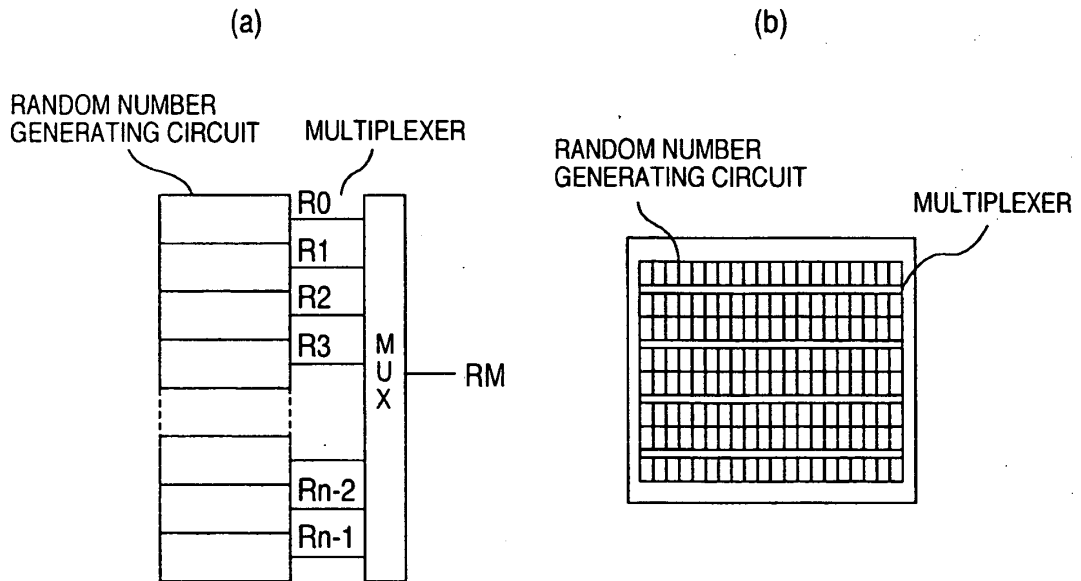 (a)
RANDOM NUMBER
GENERATING CIRCUIT
MULTIPLEXER
R0
R1
R2
R3
Rn-2
Rn-1
MUX
RM
(b)
RANDOM NUMBER
GENERATING CIRCUIT
MULTIPLEXER